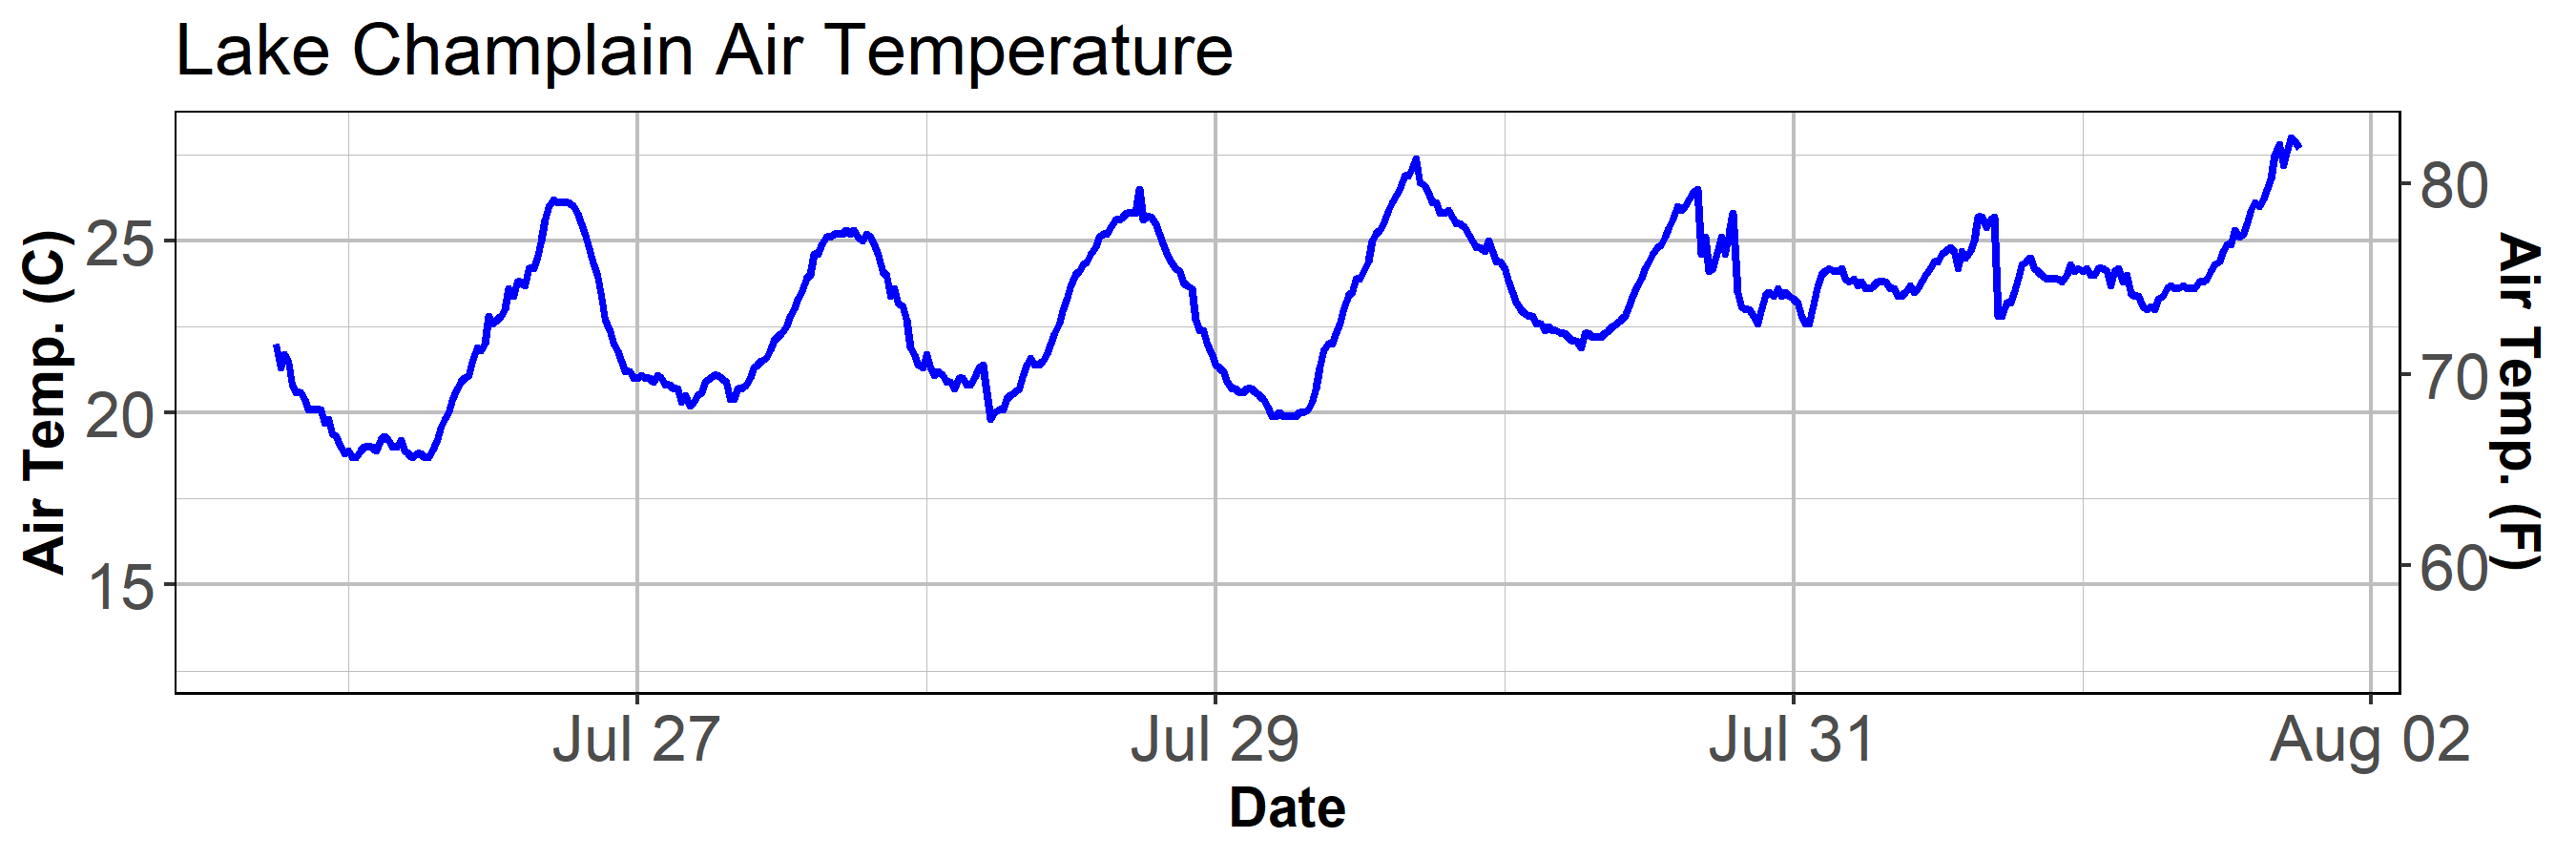 Lake Champlain Air Temperature
Air Temp. (C)
25
20
15
80
70
60
Air Temp. (F)
Jul 27
Jul 29
Jul 31
Aug 02
Date